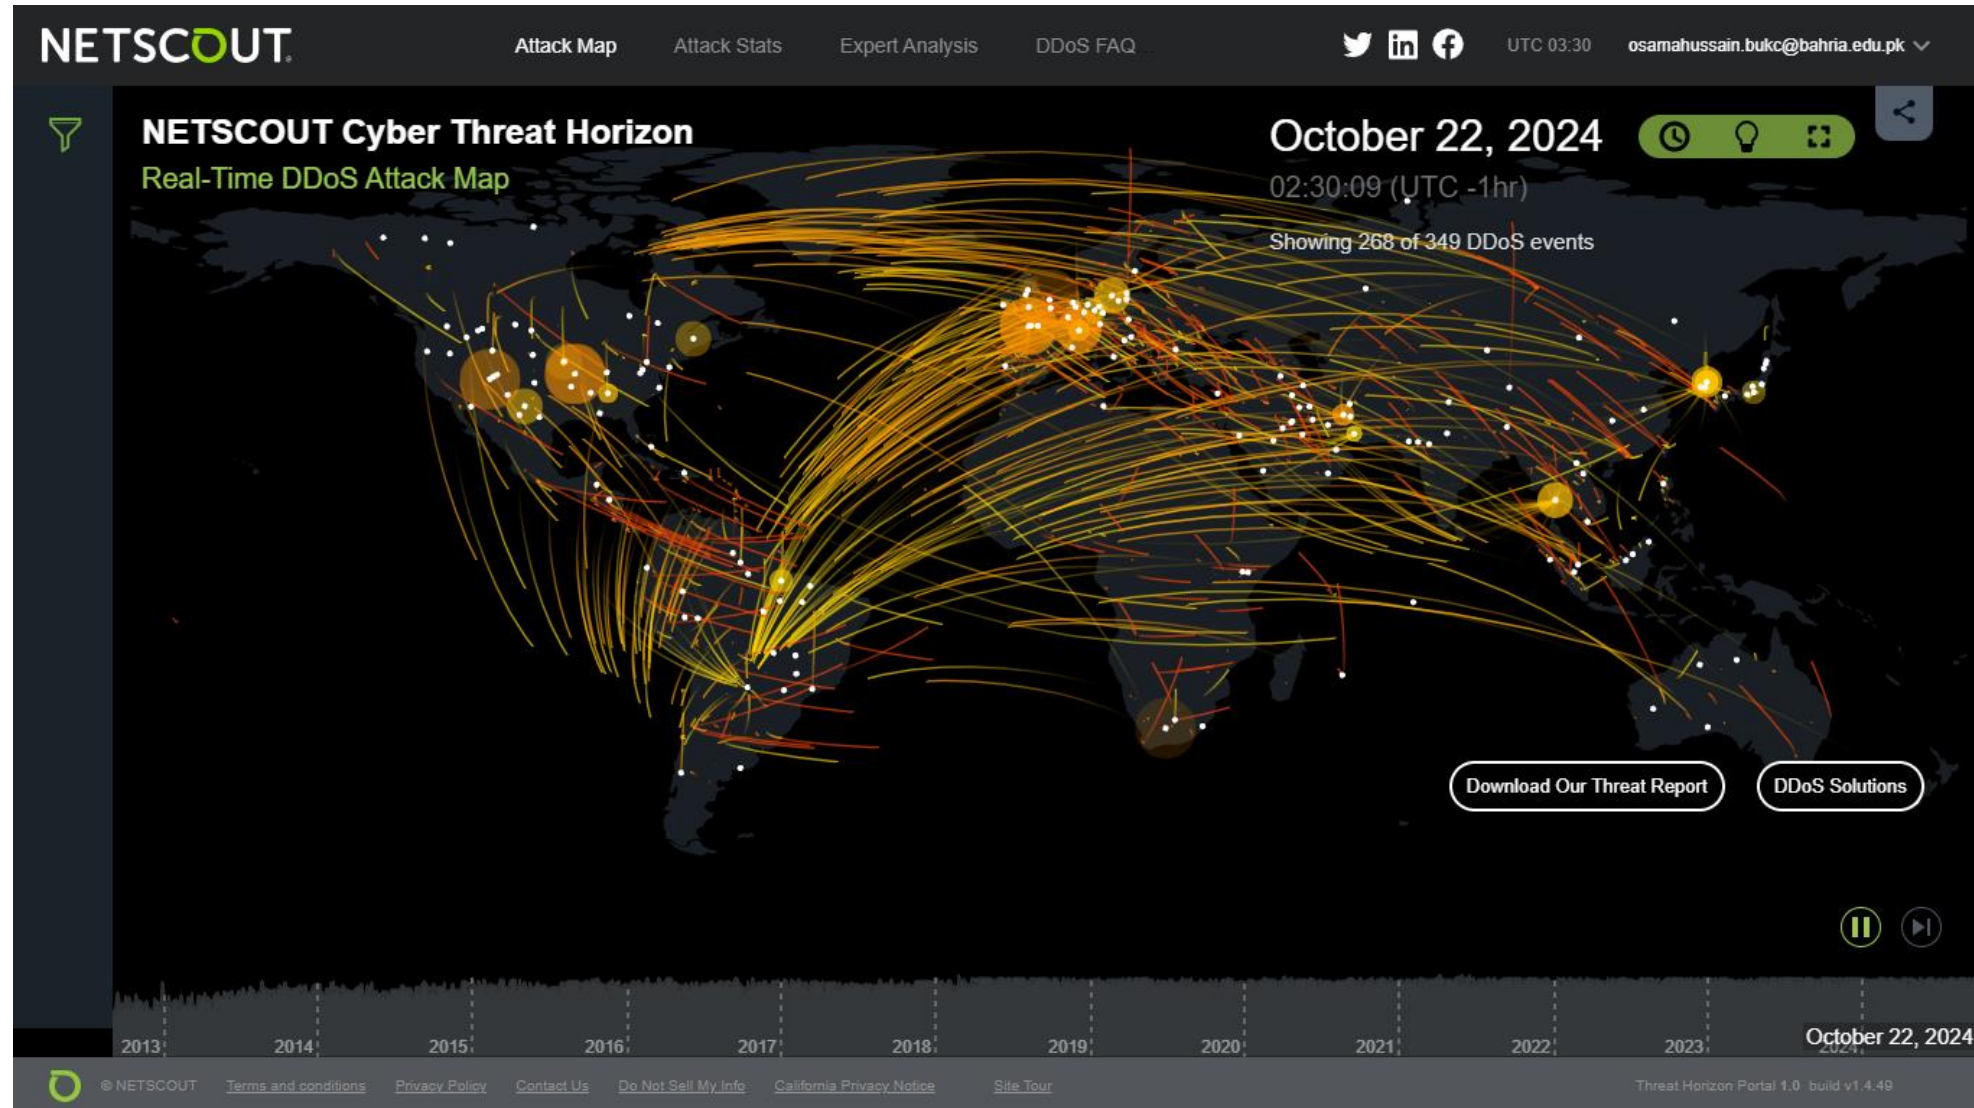 NETSCOUT.
Attack Map
Attack Stats
Expert Analysis
DDoS FAQ
UTC 03:30
osamahussain.bukc@bahria.edu.pk
NETSCOUT Cyber Threat Horizon
Real-Time DDoS Attack Map
October 22, 2024
02:30:09 (UTC -1hr)
Showing 268 of 349 DDoS events
Download Our Threat Report
DDoS Solutions
2013
2014
2015
2016
2017
2018
2019
2020
2021
2022
2023
2024
October 22, 2024
© NETSCOUT
Terms and conditions
Privacy Policy
Contact Us
Do Not Sell My Info
California Privacy Notice
Site Tour
Threat Horizon Portal 1.0 build v1.4.49